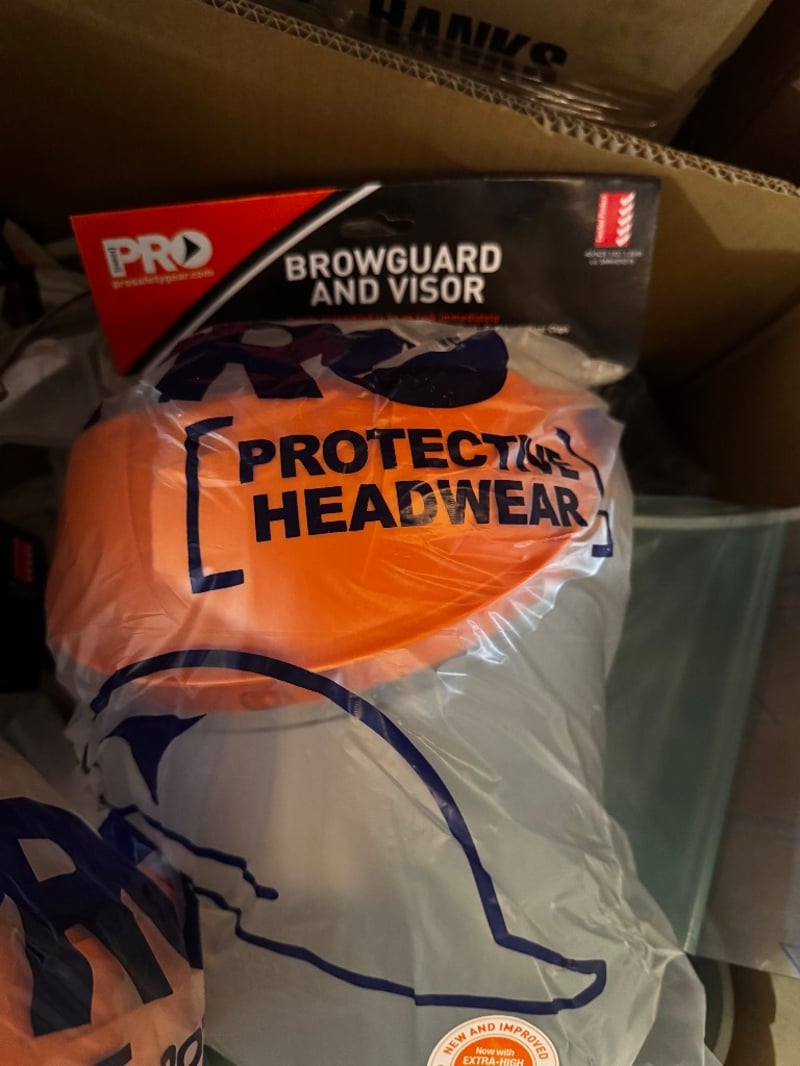 HANKS
PRO
prosafetygear.com
BROWGUARD
AND VISOR
PROTECTIVE
HEADWEAR
NEW AND IMPROVED
Now with
EXTRA-HIGH